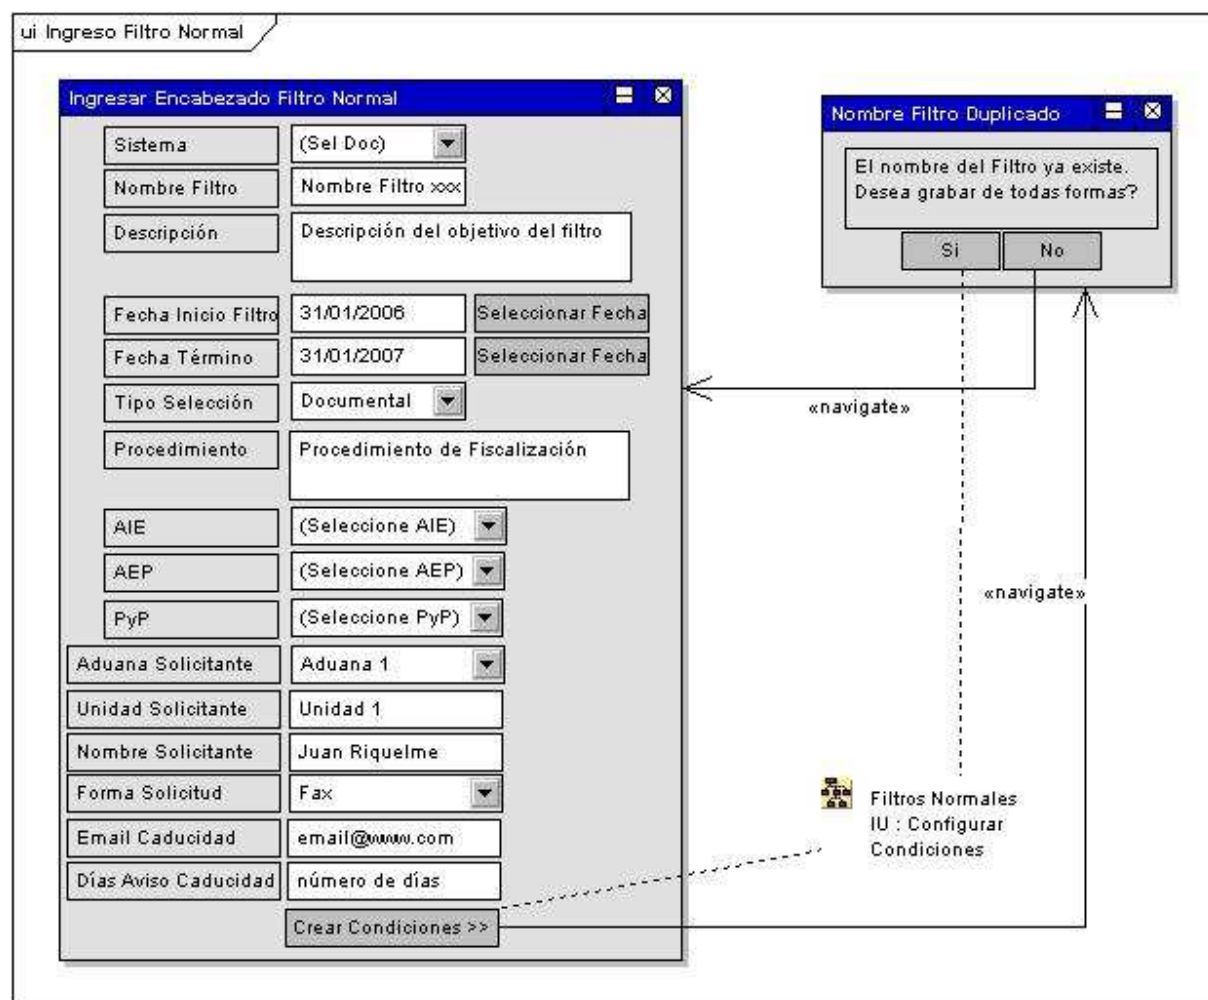 ui Ingreso Filtro Normal
Ingresar Encabezado Filtro Normal
Sistema
(Sel Doc)
Nombre Filtro
Nombre Filtro xxx
Descripción
Descripción del objetivo del filtro
Fecha Inicio Filtro
31/01/2006
Seleccionar Fecha
Fecha Término
31/01/2007
Seleccionar Fecha
Tipo Selección
Documental
Procedimiento
Procedimiento de Fiscalización
AIE
(Seleccione AIE)
AEP
(Seleccione AEP)
PyP
(Seleccione PyP)
Aduana Solicitante
Aduana 1
Unidad Solicitante
Unidad 1
Nombre Solicitante
Juan Riquelme
Forma Solicitud
Fax
Email Caducidad
email@www.com
Días Aviso Caducidad
número de días
Crear Condiciones >>
Nombre Filtro Duplicado
El nombre del Filtro ya existe.
Desea grabar de todas formas?
Si
No
«navigate»
«navigate»
Filtros Normales
IU : Configurar
Condiciones